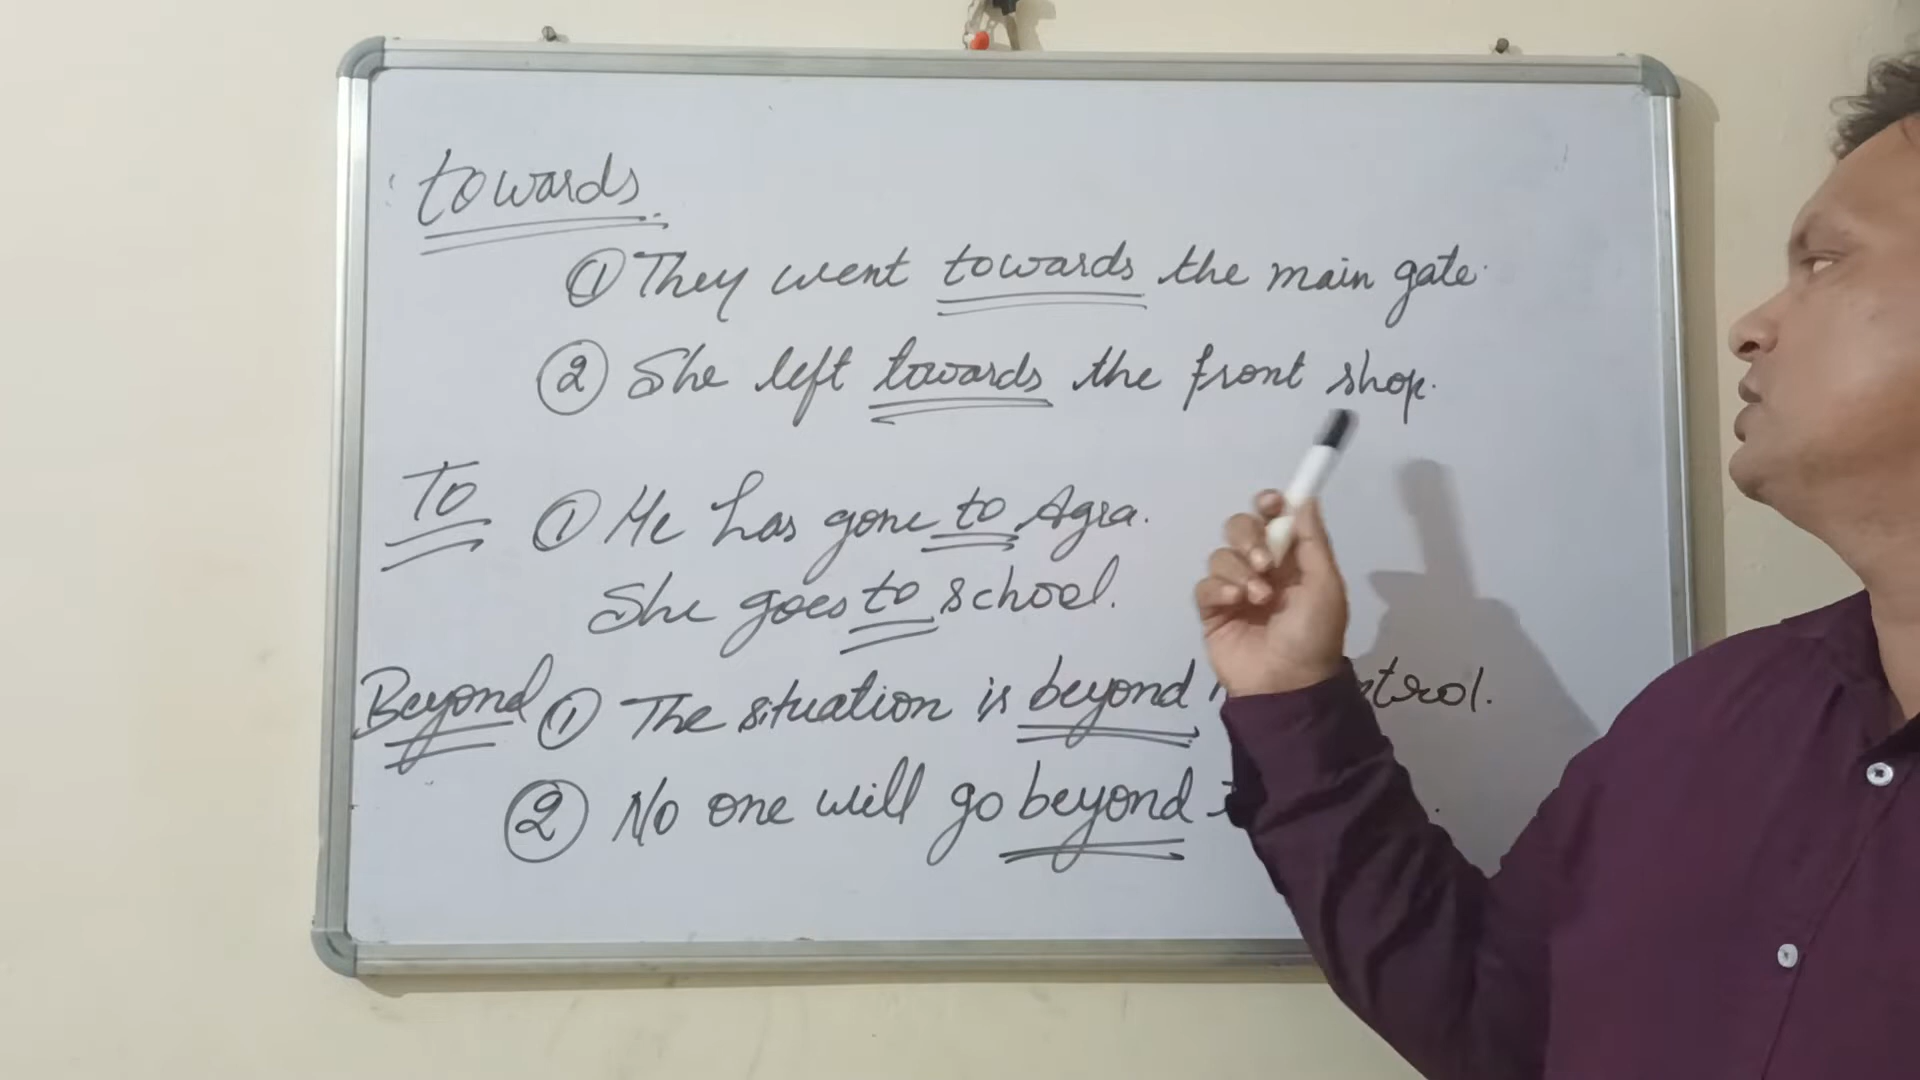 towards
① They went towards the main gate.
② She left towards the front shop.
To ① He has gone to Agra.
She goes to school.
Beyond ① The situation is beyond
② No one will go beyond